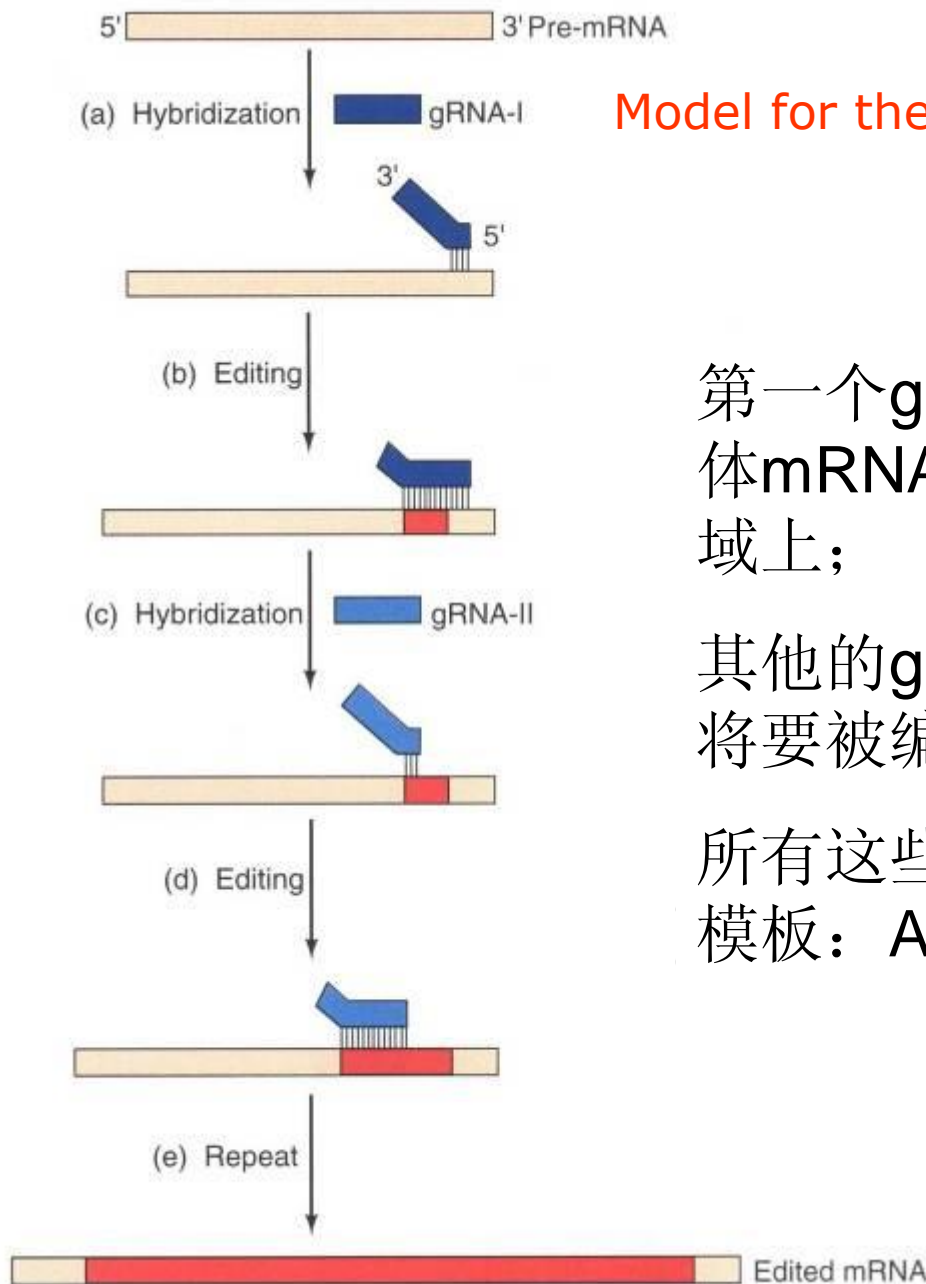 5' 3' Pre-mRNA
(a) Hybridization gRNA-I
Model for the
3'
5'
(b) Editing
第一个g
体mRNA
域上；
(c) Hybridization gRNA-II
其他的g
将要被编
(d) Editing
所有这些
模板：A
(e) Repeat
Edited mRNA